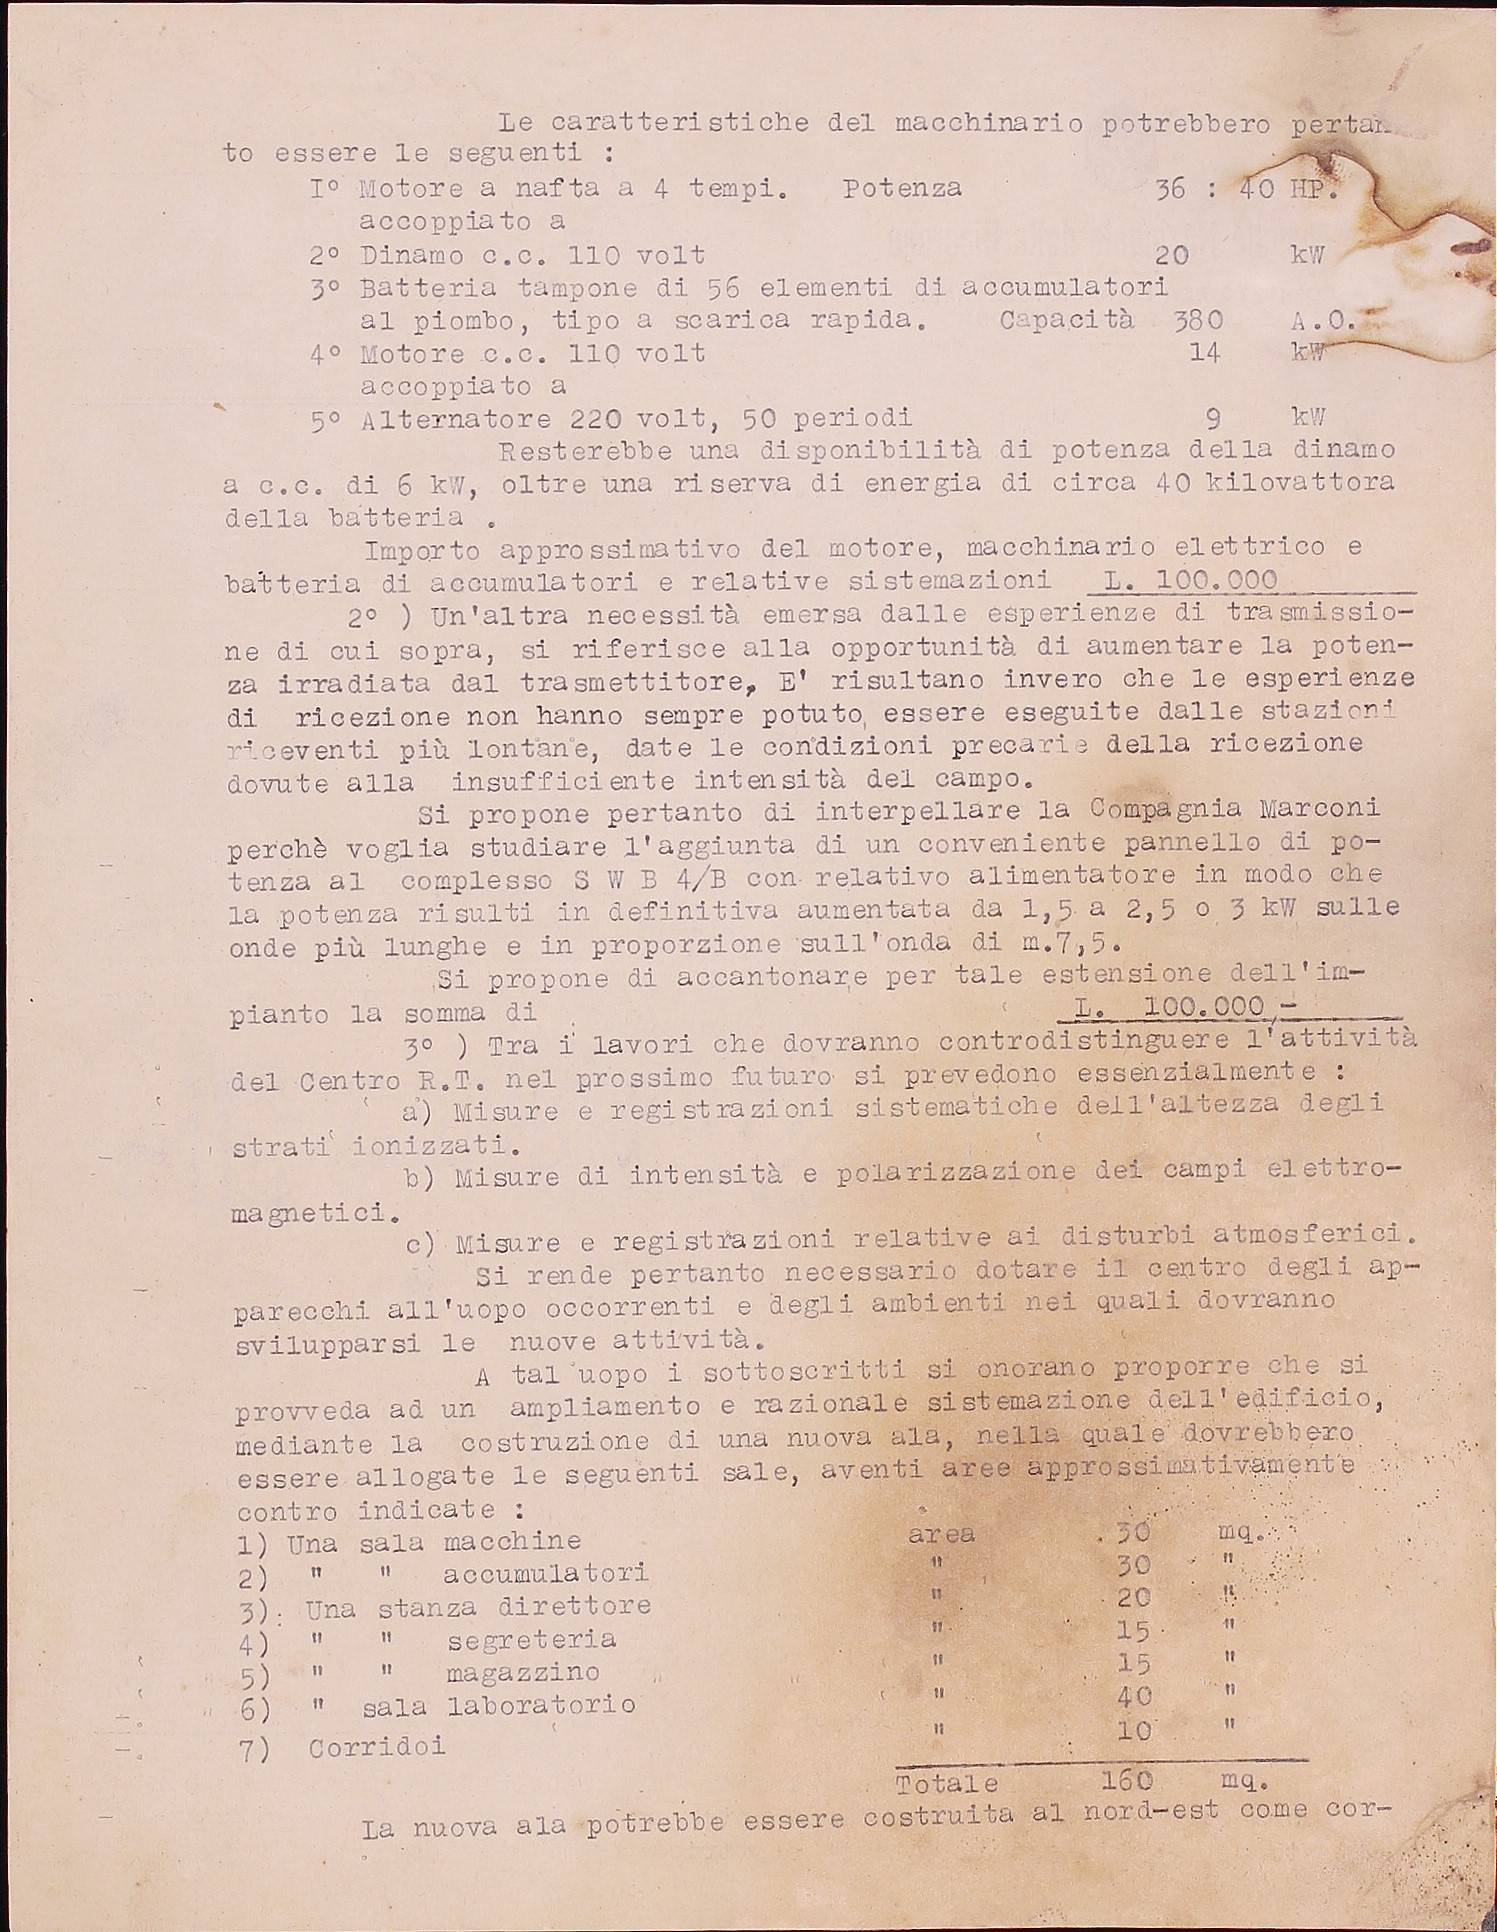 Le caratteristiche del macchinario potrebbero pertan
to essere le seguenti :
I° Motore a nafta a 4 tempi. Potenza 36 : 40 HP.
accoppiato a
2° Dinamo c.c. 110 volt 20 kW
3° Batteria tampone di 56 elementi di accumulatori
al piombo, tipo a scarica rapida. Capacità 380 A.O.
4° Motore c.c. 110 volt 14 kW
accoppiato a
5° Alternatore 220 volt, 50 periodi 9 kW
Resterebbe una disponibilità di potenza della dinamo
a c.c. di 6 kW, oltre una riserva di energia di circa 40 kilovattora
della batteria .
Importo approssimativo del motore, macchinario elettrico e
batteria di accumulatori e relative sistemazioni L. 100.000
2° ) Un'altra necessità emersa dalle esperienze di trasmissio-
ne di cui sopra, si riferisce alla opportunità di aumentare la poten-
za irradiata dal trasmettitore, E' risultano invero che le esperienze
di ricezione non hanno sempre potuto essere eseguite dalle stazioni
riceventi più lontane, date le condizioni precarie della ricezione
dovute alla insufficiente intensità del campo.
Si propone pertanto di interpellare la Compagnia Marconi
perchè voglia studiare l'aggiunta di un conveniente pannello di po-
tenza al complesso S W B 4/B con relativo alimentatore in modo che
la potenza risulti in definitiva aumentata da 1,5 a 2,5 o 3 kW sulle
onde più lunghe e in proporzione sull'onda di m.7,5.
Si propone di accantonare per tale estensione dell'im-
pianto la somma di L. 100.000,-
3° ) Tra i lavori che dovranno controdistinguere l'attività
del Centro R.T. nel prossimo futuro si prevedono essenzialmente :
a) Misure e registrazioni sistematiche dell'altezza degli
strati ionizzati.
b) Misure di intensità e polarizzazione dei campi elettro-
magnetici.
c) Misure e registrazioni relative ai disturbi atmosferici.
Si rende pertanto necessario dotare il centro degli ap-
parecchi all'uopo occorrenti e degli ambienti nei quali dovranno
svilupparsi le nuove attività.
A tal uopo i sottoscritti si onorano proporre che si
provveda ad un ampliamento e razionale sistemazione dell'edificio,
mediante la costruzione di una nuova ala, nella quale dovrebbero
essere allogate le seguenti sale, aventi aree approssimativamente
contro indicate :
1) Una sala macchine area 30 mq.
2) " " accumulatori " 30 "
3) Una stanza direttore " 20 "
4) " " segreteria " 15 "
5) " " magazzino " 15 "
6) " sala laboratorio " 40 "
7) Corridoi " 10 "
Totale 160 mq.
La nuova ala potrebbe essere costruita al nord-est come cor-